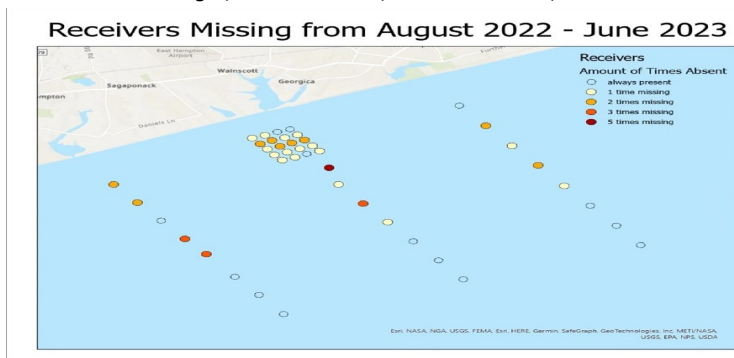 Receivers Missing from August 2022 - June 2023
East Hampton
Airport
Wainscott
Georgica
Sagaponack
mpton
Daniels Ln
Receivers
Amount of Times Absent
always present
1 time missing
2 times missing
3 times missing
5 times missing
Esri, NASA, NGA, USGS, FEMA, Esri, HERE, Garmin, SafeGraph, GeoTechnologies, Inc, METI/NASA,
USGS, EPA, NPS, USDA